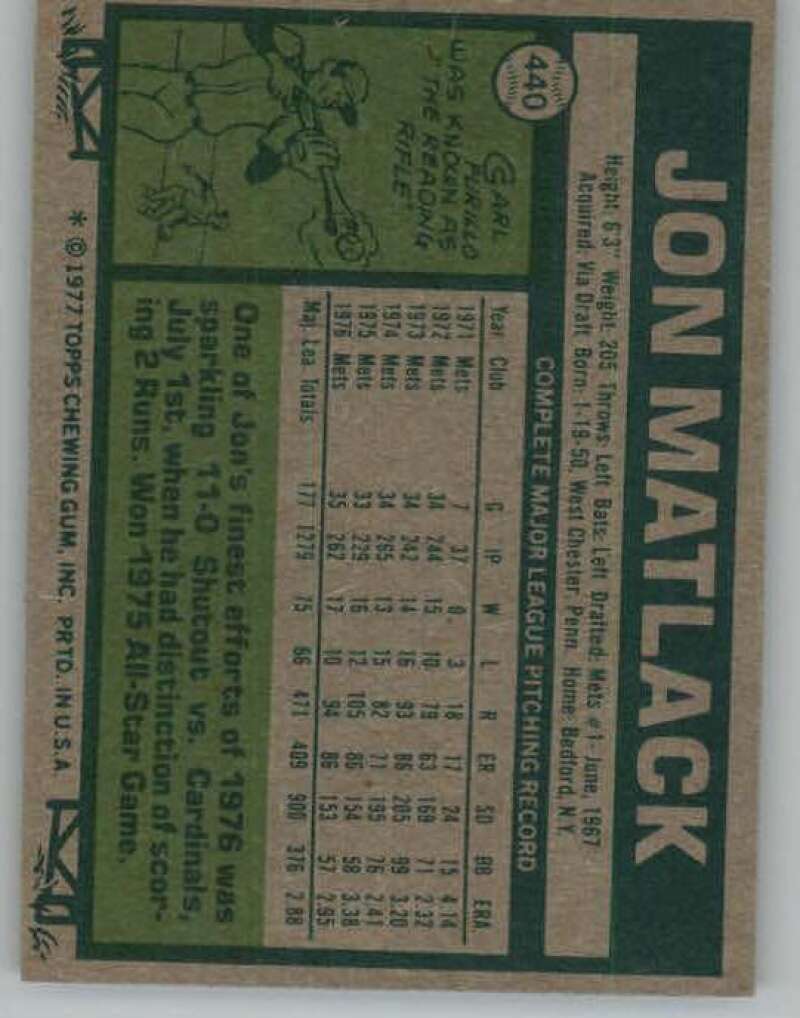 440
JON MATLACK
Height: 6'3" Weight: 205 Throws: Left Bats: Left Drafted: Mets #1-June, 1967
Acquired: Via Draft Born: 1-19-50, West Chester, Penn. Home: Bedford, N.Y.
COMPLETE MAJOR LEAGUE PITCHING RECORD
Year Club G IP W L R ER SO BB ERA
1971 Mets 7 37 0 3 18 17 24 15 4.14
1972 Mets 34 244 15 10 79 63 169 71 2.32
1973 Mets 34 242 14 16 93 86 205 99 3.20
1974 Mets 34 265 13 15 82 71 195 76 2.41
1975 Mets 33 229 16 12 105 86 154 58 3.38
1976 Mets 35 262 17 10 94 86 153 57 2.95
Maj. Lea. Totals 177 1279 75 66 471 409 900 376 2.88
CARL
FURILLO
WAS KNOWN AS
"THE READING
RIFLE"
One of Jon's finest efforts of 1976 was
sparkling 11-0 Shutout vs. Cardinals,
July 1st, when he had distinction of scor-
ing 2 Runs. Won 1975 All-Star Game.
* © 1977 TOPPS CHEWING GUM, INC. PRTD. IN U.S.A.